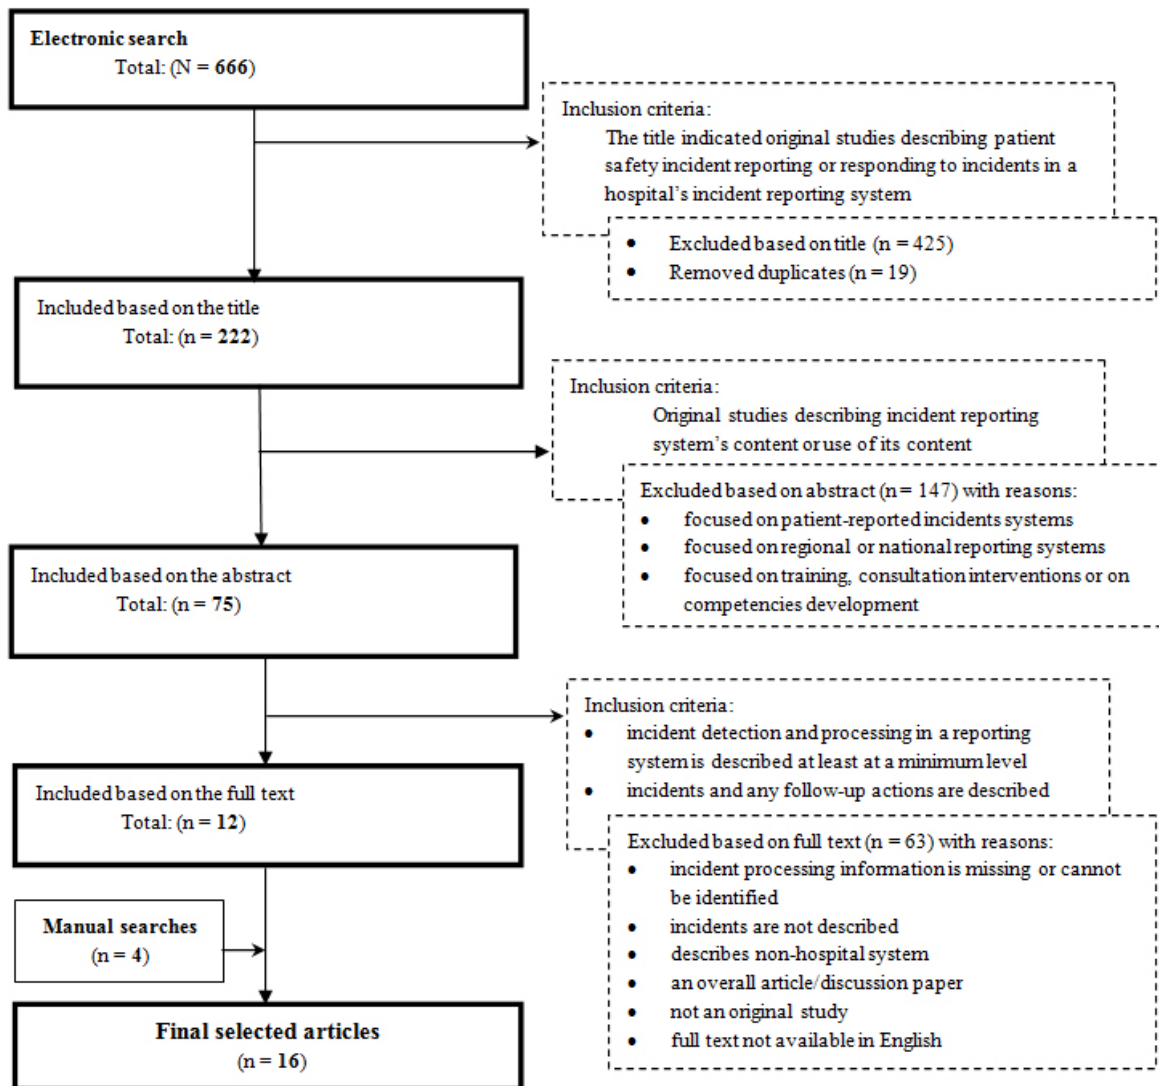 Electronic search
Total: (N = 666)
Inclusion criteria:
The title indicated original studies describing patient
safety incident reporting or responding to incidents in a
hospital's incident reporting system
• Excluded based on title (n = 425)
• Removed duplicates (n = 19)
Included based on the title
Total: (n = 222)
Inclusion criteria:
Original studies describing incident reporting
system's content or use of its content
Excluded based on abstract (n = 147) with reasons:
• focused on patient-reported incidents systems
• focused on regional or national reporting systems
• focused on training, consultation interventions or on
competencies development
Included based on the abstract
Total: (n = 75)
Inclusion criteria:
• incident detection and processing in a reporting
system is described at least at a minimum level
• incidents and any follow-up actions are described
Included based on the full text
Total: (n = 12)
Excluded based on full text (n = 63) with reasons:
• incident processing information is missing or cannot
be identified
• incidents are not described
• describes non-hospital system
• an overall article/discussion paper
• not an original study
• full text not available in English
Manual searches
(n = 4)
Final selected articles
(n = 16)